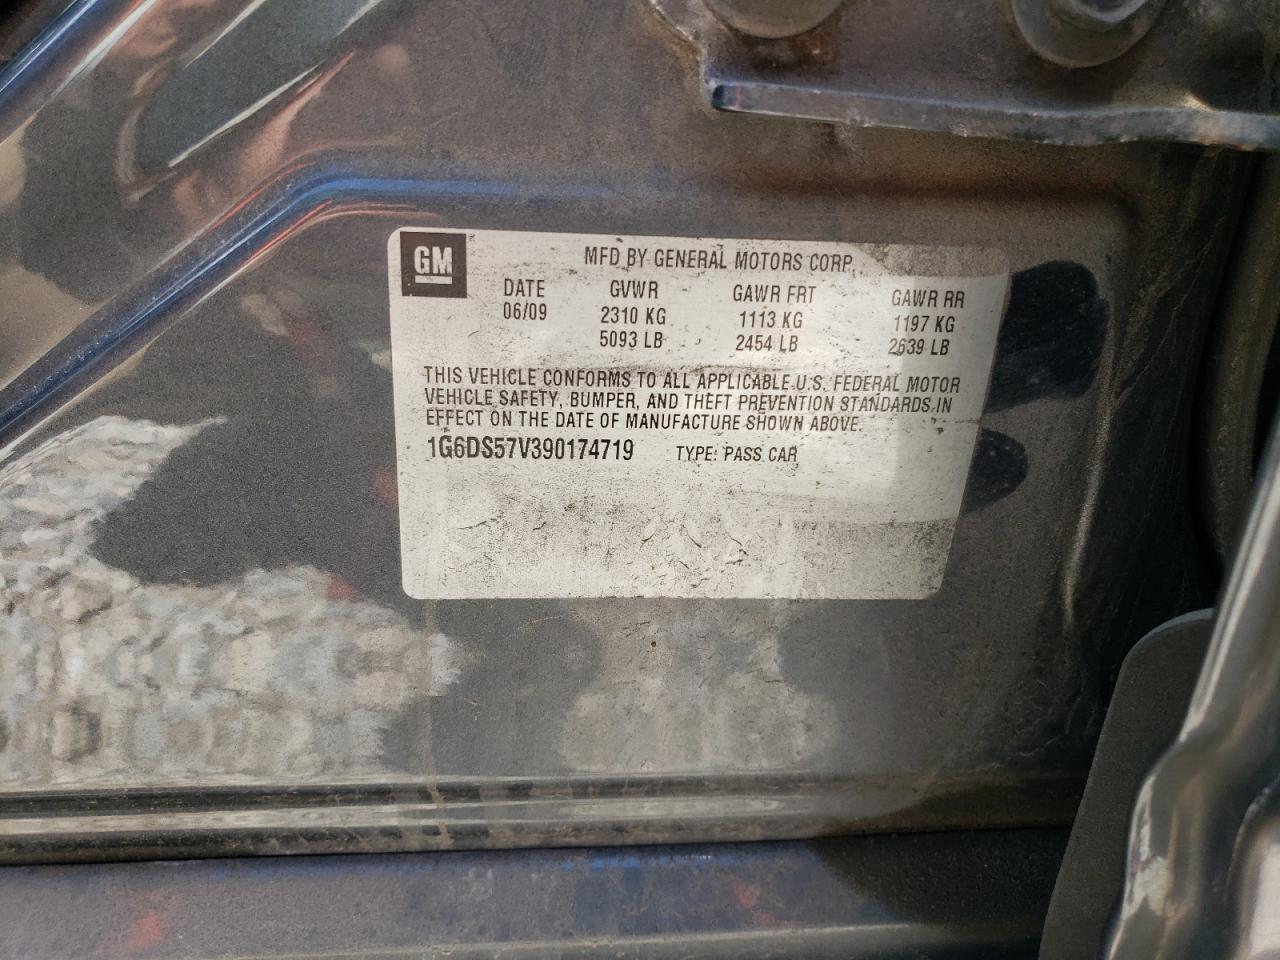 GM
MFD BY GENERAL MOTORS CORP.
DATE GVWR GAWR FRT GAWR RR
06/09 2310 KG 1113 KG 1197 KG
5093 LB 2454 LB 2639 LB
THIS VEHICLE CONFORMS TO ALL APPLICABLE U.S. FEDERAL MOTOR
VEHICLE SAFETY, BUMPER, AND THEFT PREVENTION STANDARDS IN
EFFECT ON THE DATE OF MANUFACTURE SHOWN ABOVE.
1G6DS57V390174719 TYPE: PASS CAR